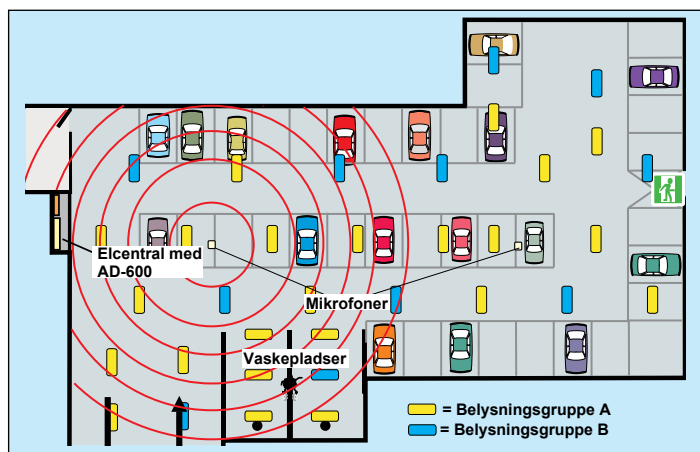 Elcentral med
AD-600
Mikrofoner
Vaskepladser
= Belysningsgruppe A
= Belysningsgruppe B